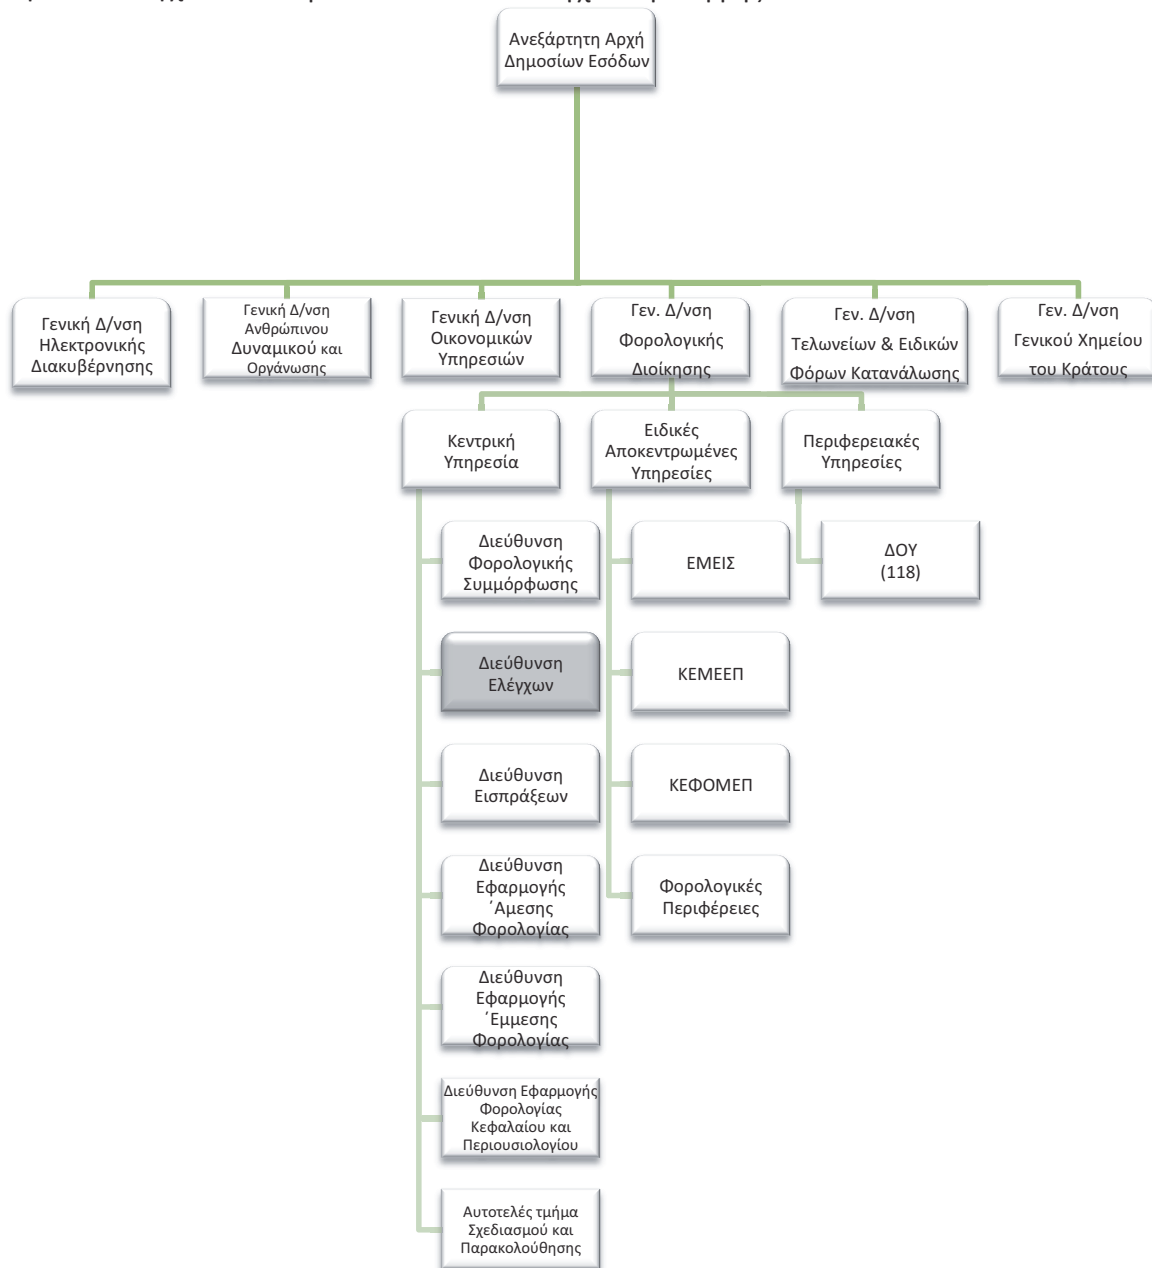 Ανεξάρτητη Αρχή
Δημοσίων Εσόδων
Γενική Δ/νση
Ηλεκτρονικής
Διακυβέρνησης
Γενική Δ/νση
Ανθρώπινου
Δυναμικού και
Οργάνωσης
Γενική Δ/νση
Οικονομικών
Υπηρεσιών
Γεν. Δ/νση
Φορολογικής
Διοίκησης
Γεν. Δ/νση
Τελωνείων & Ειδικών
Φόρων Κατανάλωσης
Γεν. Δ/νση
Γενικού Χημείου
του Κράτους
Κεντρική
Υπηρεσία
Ειδικές
Αποκεντρωμένες
Υπηρεσίες
Περιφερειακές
Υπηρεσίες
Διεύθυνση
Φορολογικής
Συμμόρφωσης
ΕΜΕΙΣ
ΔΟΥ
(118)
Διεύθυνση
Ελέγχων
ΚΕΜΕΕΠ
Διεύθυνση
Εισπράξεων
ΚΕΦΟΜΕΠ
Διεύθυνση
Εφαρμογής
΄Αμεσης
Φορολογίας
Φορολογικές
Περιφέρειες
Διεύθυνση
Εφαρμογής
΄Εμμεσης
Φορολογίας
Διεύθυνση Εφαρμογής
Φορολογίας
Κεφαλαίου και
Περιουσιολογίου
Αυτοτελές τμήμα
Σχεδιασμού και
Παρακολούθησης